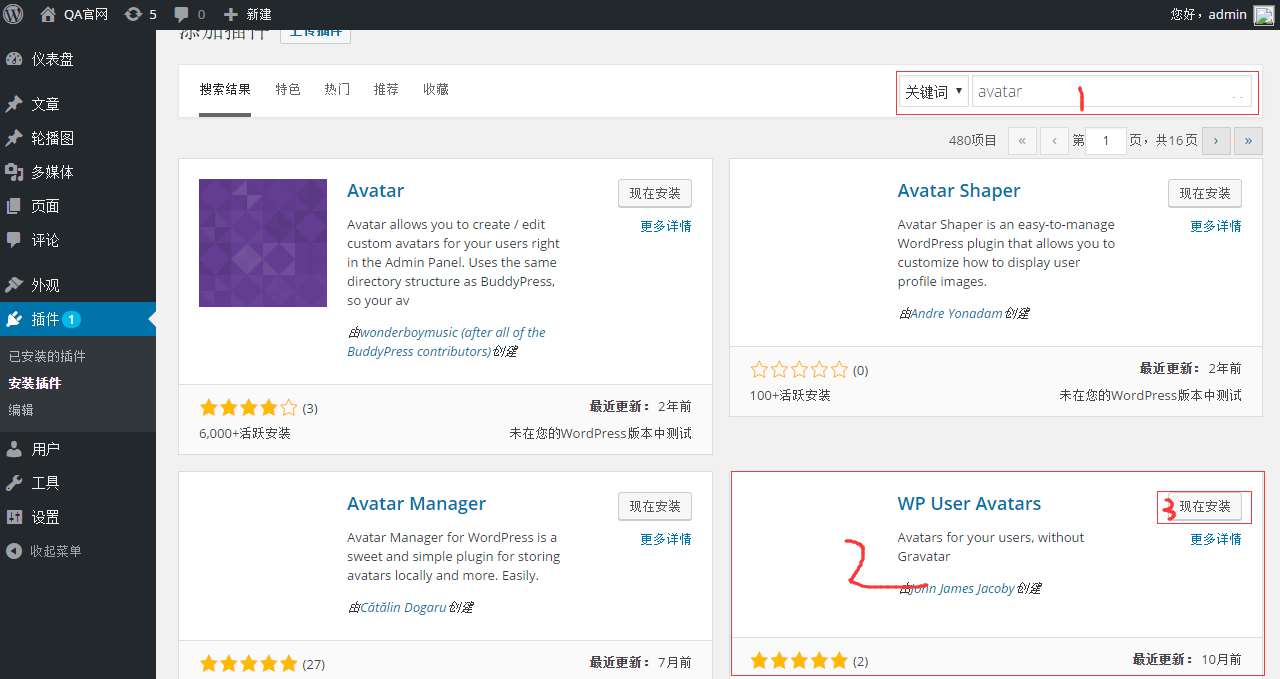 QA官网 5 0 新建 您好，admin
仪表盘
文章
轮播图
多媒体
页面
评论
外观
插件 1
已安装的插件
安装插件
编辑
用户
工具
设置
收起菜单
添加插件 上传插件
搜索结果 特色 热门 推荐 收藏
关键词 avatar
1
480项目 « ‹ 第 1 页，共16页 › »
Avatar
现在安装
更多详情
Avatar allows you to create / edit
custom avatars for your users right
in the Admin Panel. Uses the same
directory structure as BuddyPress,
so your av
由wonderboymusic (after all of the
BuddyPress contributors)创建
(3) 最近更新： 2年前
6,000+活跃安装 未在您的WordPress版本中测试
Avatar Shaper
现在安装
更多详情
Avatar Shaper is an easy-to-manage
WordPress plugin that allows you to
customize how to display user
profile images.
由Andre Yonadam创建
(0) 最近更新： 2年前
100+活跃安装 未在您的WordPress版本中测试
Avatar Manager
现在安装
更多详情
Avatar Manager for WordPress is a
sweet and simple plugin for storing
avatars locally and more. Easily.
由Cătălin Dogaru创建
(27) 最近更新： 7月前
WP User Avatars
3 现在安装
更多详情
Avatars for your users, without
Gravatar
2
由John James Jacoby创建
(2) 最近更新： 10月前